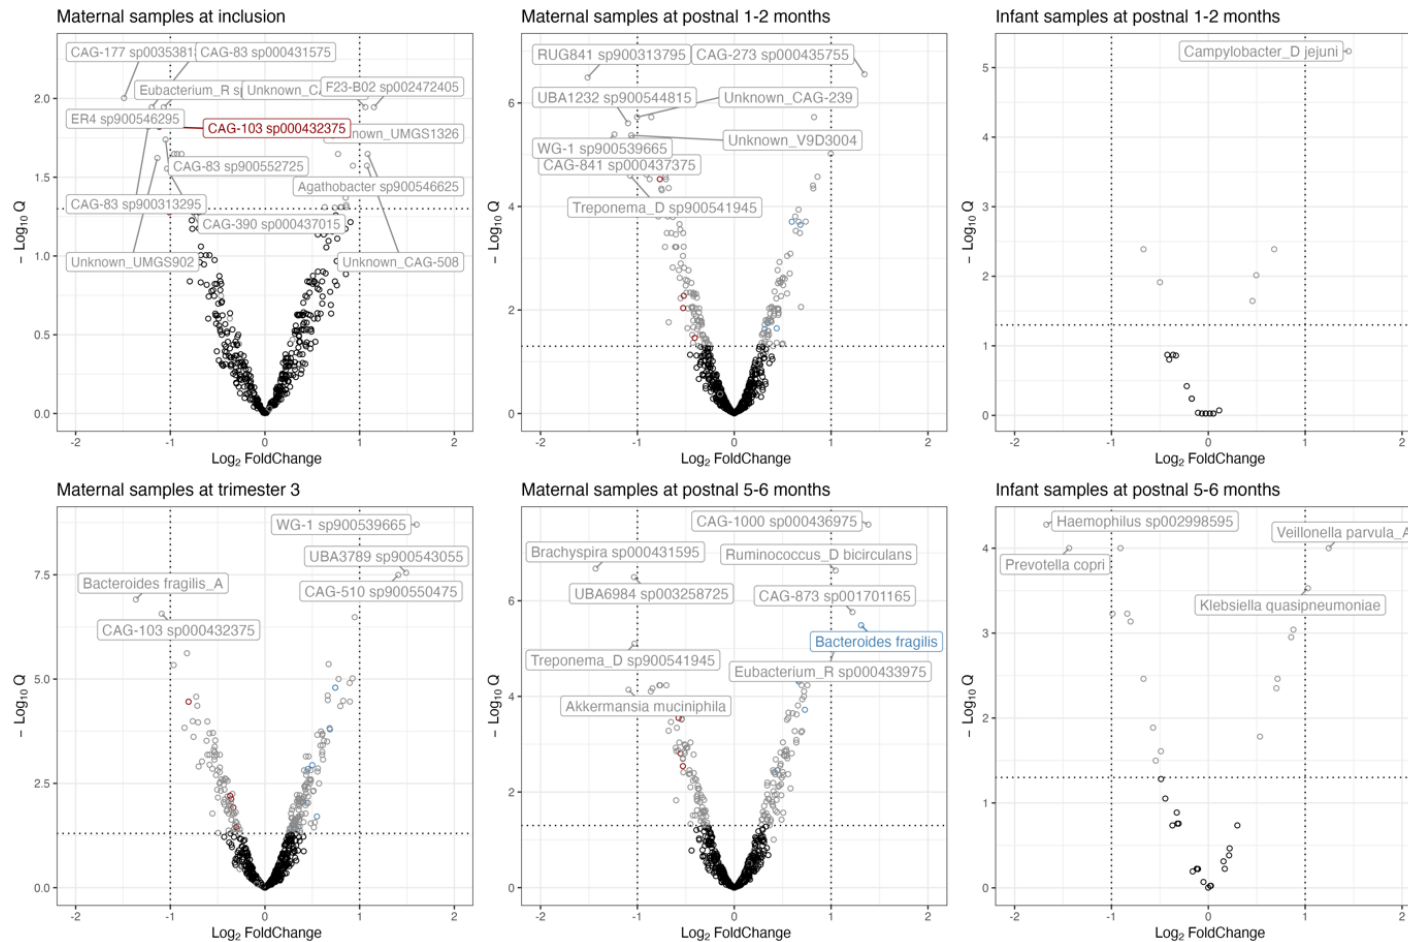 Maternal samples at inclusion
CAG-177 sp003538135
CAG-83 sp000431575
Eubacterium_R
Unknown
F23-B02 sp002472405
ER4 sp900546295
CAG-103 sp000432375
Unknown_UMGS1326
CAG-83 sp900552725
Agathobacter sp900546625
CAG-83 sp900313295
CAG-390 sp000437015
Unknown_UMGS902
Unknown_CAG-508
− Log10 Q
2.0
1.5
1.0
0.5
0.0
-2 -1 0 1 2
Log2 FoldChange
Maternal samples at postnal 1-2 months
RUG841 sp900313795
CAG-273 sp000435755
UBA1232 sp900544815
Unknown_CAG-239
Unknown_V9D3004
WG-1 sp900539665
CAG-841 sp000437375
Treponema_D sp900541945
− Log10 Q
6
4
2
0
-2 -1 0 1 2
Log2 FoldChange
Infant samples at postnal 1-2 months
Campylobacter_D jejuni
− Log10 Q
5
4
3
2
1
0
-2 -1 0 1 2
Log2 FoldChange
Maternal samples at trimester 3
WG-1 sp900539665
UBA3789 sp900543055
Bacteroides fragilis_A
CAG-510 sp900550475
CAG-103 sp000432375
− Log10 Q
7.5
5.0
2.5
0.0
-2 -1 0 1 2
Log2 FoldChange
Maternal samples at postnal 5-6 months
CAG-1000 sp000436975
Brachyspira sp000431595
Ruminococcus_D bicirculans
UBA6984 sp003258725
CAG-873 sp001701165
Bacteroides fragilis
Treponema_D sp900541945
Eubacterium_R sp000433975
Akkermansia muciniphila
− Log10 Q
6
4
2
0
-2 -1 0 1 2
Log2 FoldChange
Infant samples at postnal 5-6 months
Haemophilus sp002998595
Veillonella parvula_A
Prevotella copri
Klebsiella quasipneumoniae
− Log10 Q
4
3
2
1
0
-2 -1 0 1 2
Log2 FoldChange